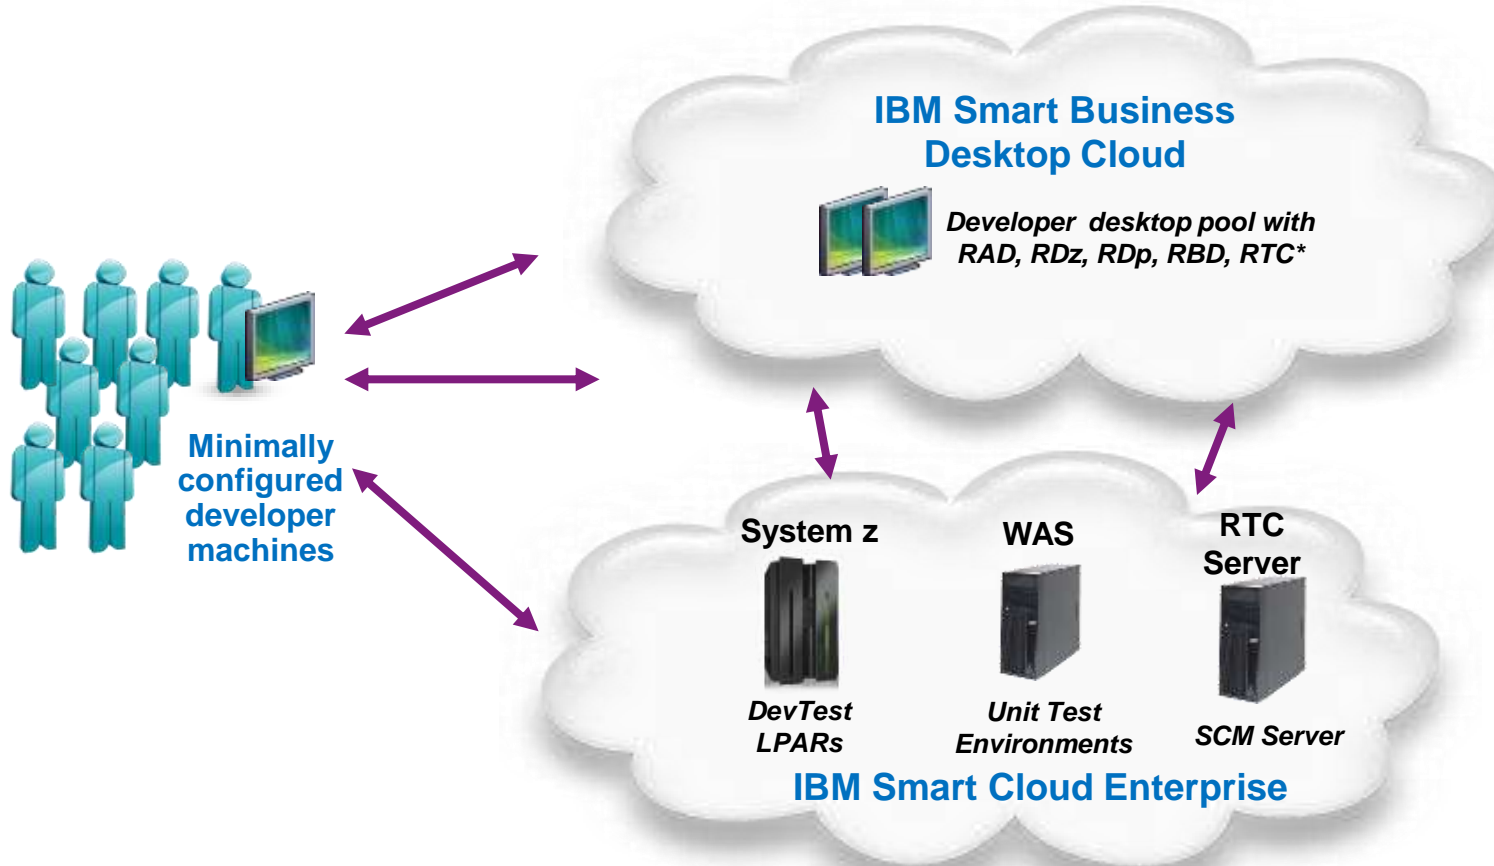 IBM Smart Business
Desktop Cloud
Developer desktop pool with
RAD, RDz, RDp, RBD, RTC*
Minimally
configured
developer
machines
System z
WAS
RTC
Server
DevTest
LPARs
Unit Test
Environments
SCM Server
IBM Smart Cloud Enterprise